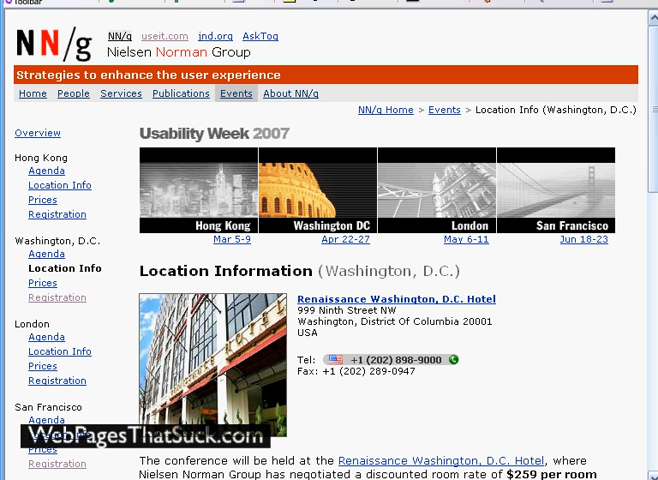 Toolbar
NN/g
NN/g useit.com jnd.org AskTog
Nielsen Norman Group
Strategies to enhance the user experience
Home People Services Publications Events About NN/g
NN/g Home > Events > Location Info (Washington, D.C.)
Overview
Hong Kong
Agenda
Location Info
Prices
Registration
Washington, D.C.
Agenda
Location Info
Prices
Registration
London
Agenda
Location Info
Prices
Registration
San Francisco
Agenda
WebPagesThatSuck.com
Prices
Registration
Usability Week 2007
Hong Kong Washington DC London San Francisco
Mar 5-9 Apr 22-27 May 6-11 Jun 18-23
Location Information (Washington, D.C.)
Renaissance Washington, D.C. Hotel
999 Ninth Street NW
Washington, District Of Columbia 20001
USA
Tel: +1 (202) 898-9000
Fax: +1 (202) 289-0947
The conference will be held at the Renaissance Washington, D.C. Hotel, where
Nielsen Norman Group has negotiated a discounted room rate of $259 per room